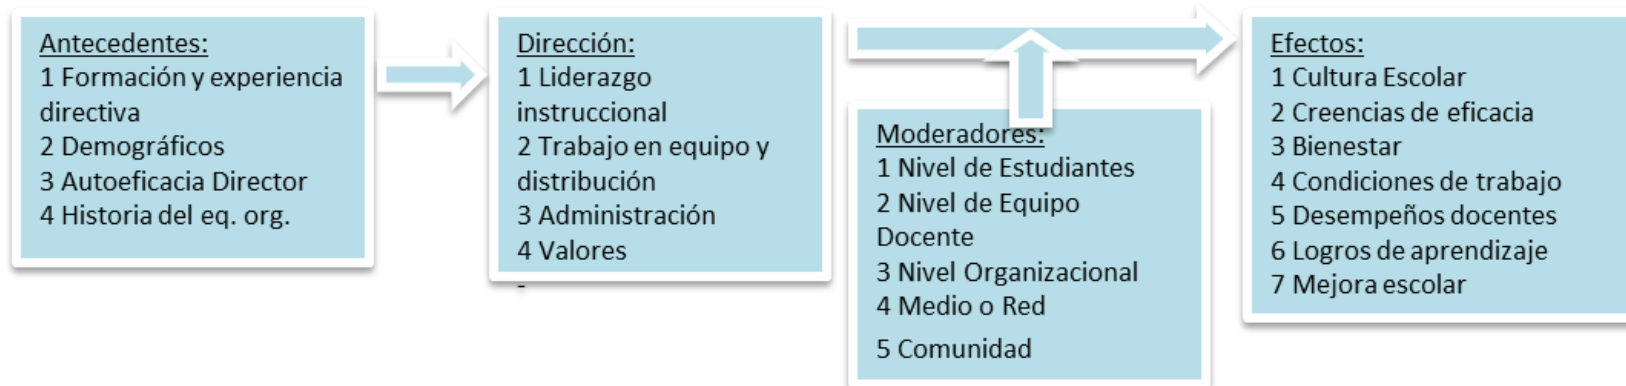 Antecedentes:
1 Formación y experiencia
directiva
2 Demográficos
3 Autoeficacia Director
4 Historia del eq. org.
Dirección:
1 Liderazgo
instruccional
2 Trabajo en equipo y
distribución
3 Administración
4 Valores
-
Moderadores:
1 Nivel de Estudiantes
2 Nivel de Equipo
Docente
3 Nivel Organizacional
4 Medio o Red
5 Comunidad
Efectos:
1 Cultura Escolar
2 Creencias de eficacia
3 Bienestar
4 Condiciones de trabajo
5 Desempeños docentes
6 Logros de aprendizaje
7 Mejora escolar